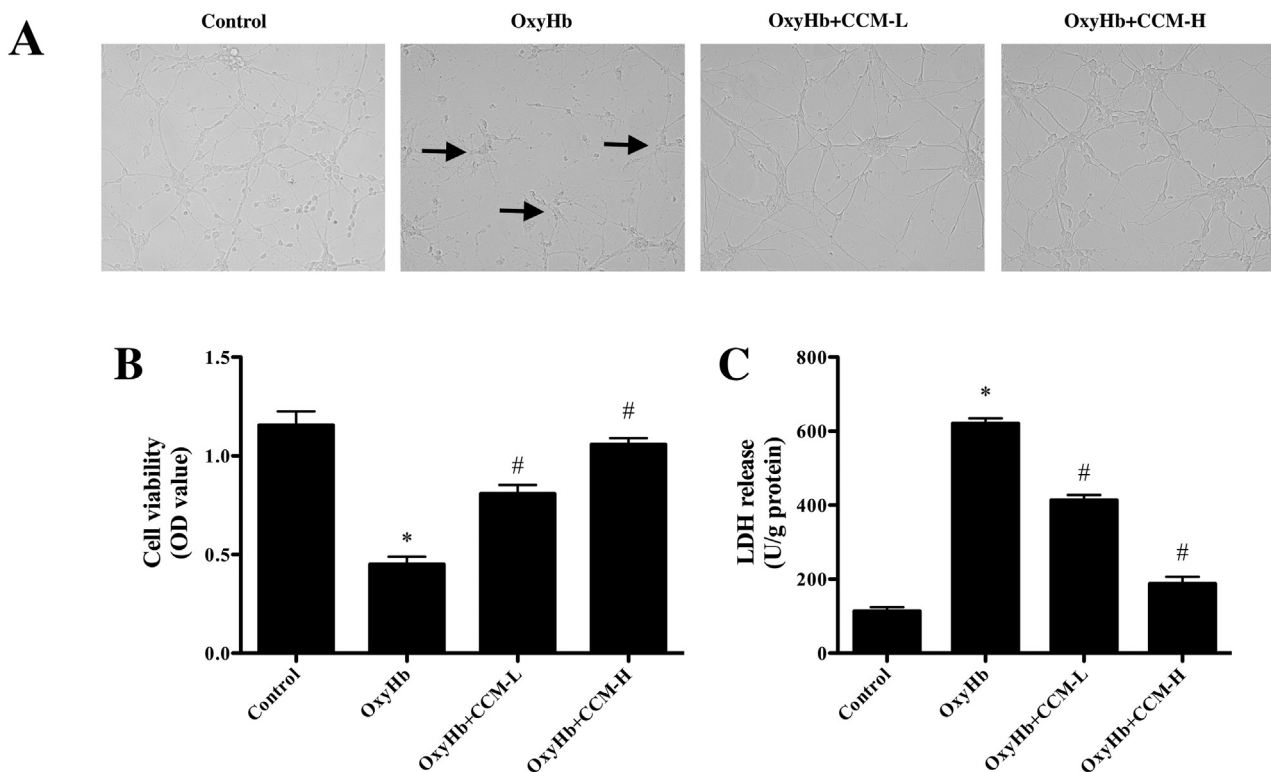 A
Control
OxyHb
OxyHb+CCM-L
OxyHb+CCM-H
B
Cell viability
(OD value)
1.5
1.0
0.5
0.0
*
#
#
Control
OxyHb
OxyHb+CCM-L
OxyHb+CCM-H
C
LDH release
(U/g protein)
800
600
400
200
0
*
#
#
Control
OxyHb
OxyHb+CCM-L
OxyHb+CCM-H